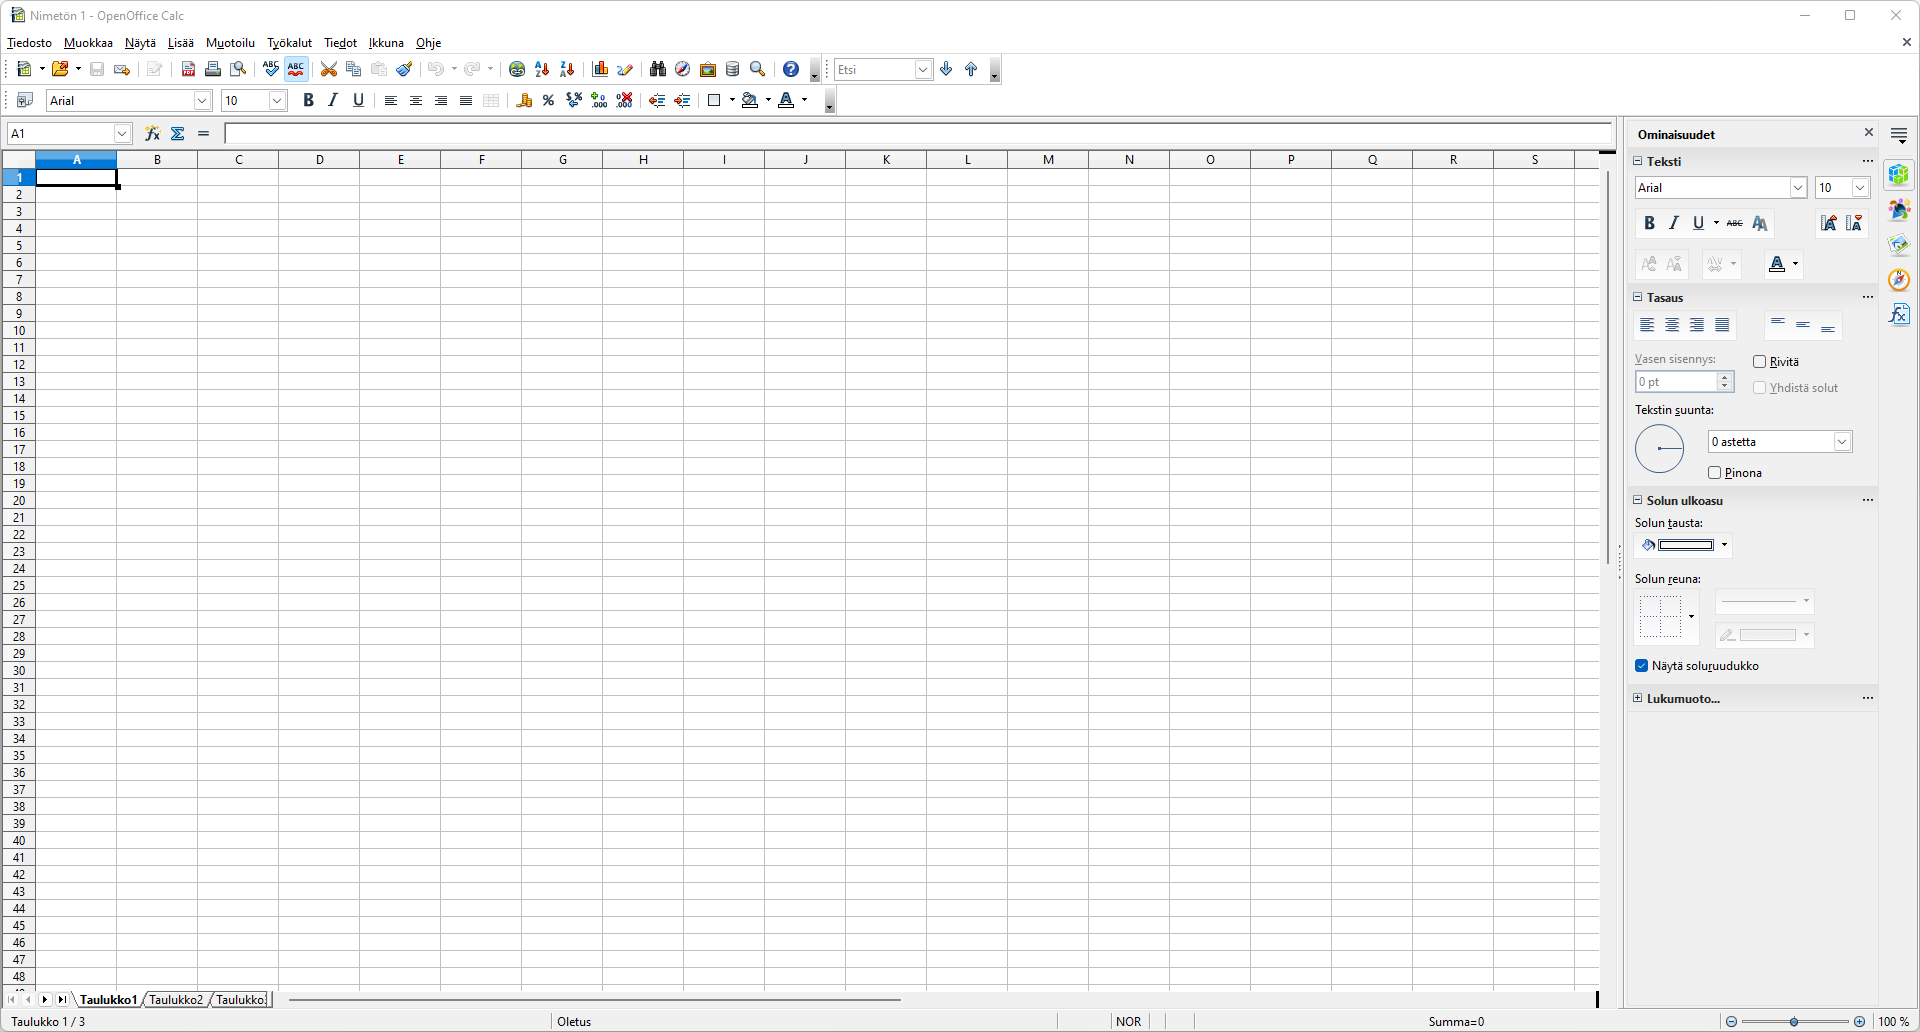 Nimetön 1 - OpenOffice Calc
Tiedosto Muokkaa Näytä Lisää Muotoilu Työkalut Tiedot Ikkuna Ohje
Etsi
Arial 10
A1
A B C D E F G H I J K L M N O P Q R S
1
2
3
4
5
6
7
8
9
10
11
12
13
14
15
16
17
18
19
20
21
22
23
24
25
26
27
28
29
30
31
32
33
34
35
36
37
38
39
40
41
42
43
44
45
46
47
48
Ominaisuudet
Teksti
Arial 10
Tasaus
Vasen sisennys:
Rivitä
0 pt
Yhdistä solut
Tekstin suunta:
0 astetta
Pinona
Solun ulkoasu
Solun tausta:
Solun reuna:
Näytä soluruudukko
Lukumuoto...
Taulukko1 Taulukko2 Taulukko
Taulukko 1 / 3 Oletus NOR Summa=0 100 %